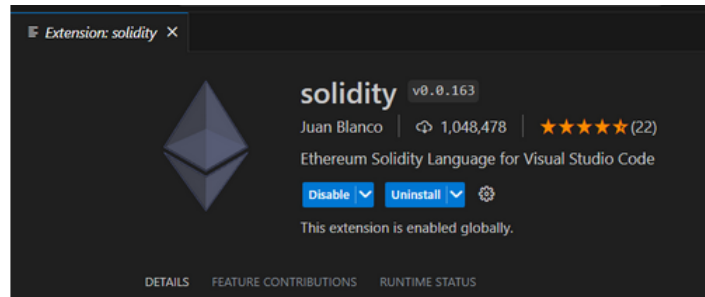 Extension: solidity
solidity v0.0.163
Juan Blanco 1,048,478 (22)
Ethereum Solidity Language for Visual Studio Code
Disable Uninstall
This extension is enabled globally.
DETAILS FEATURE CONTRIBUTIONS RUNTIME STATUS